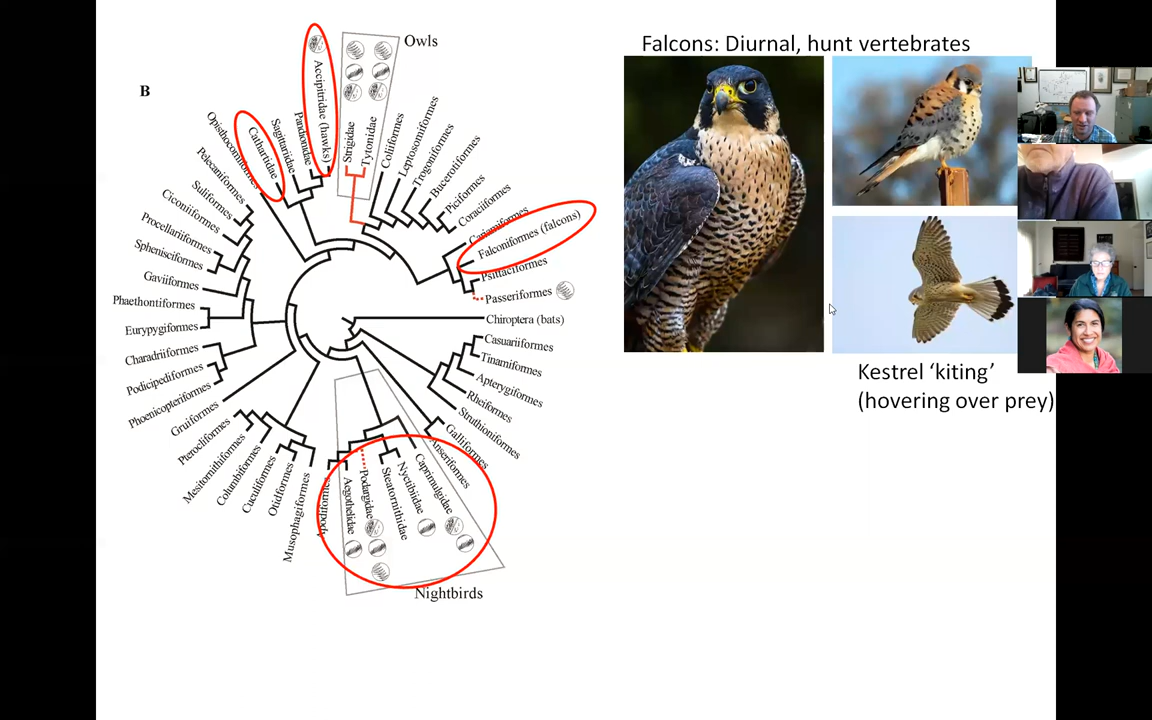 Falcons: Diurnal, hunt vertebrates
Kestrel ‘kiting’
(hovering over prey)
B
Owls
Strigidae
Tytonidae
Coliiformes
Leptosomiformes
Trogoniformes
Bucerotiformes
Piciformes
Coraciiformes
Cariamiformes
Falconiformes (falcons)
Psittaciformes
Passeriformes
Chiroptera (bats)
Casuariiformes
Tinamiformes
Apterygiformes
Rheiformes
Struthioniformes
Galliformes
Anseriformes
Caprimulgidae
Nyctibiidae
Steatornithidae
Podargidae
Aegothelidae
Nightbirds
Musophagiformes
Otidformes
Cuculiformes
Columbiformes
Mesitornithiformes
Pterocliformes
Gruiformes
Phoenicopteriformes
Podicipediformes
Charadriiformes
Eurypygiformes
Phaethontiformes
Gaviiformes
Sphenisciformes
Procellariiformes
Ciconiiformes
Suliformes
Pelecaniformes
Cathartidae
Sagittariidae
Pandionidae
Accipitridae (hawks)